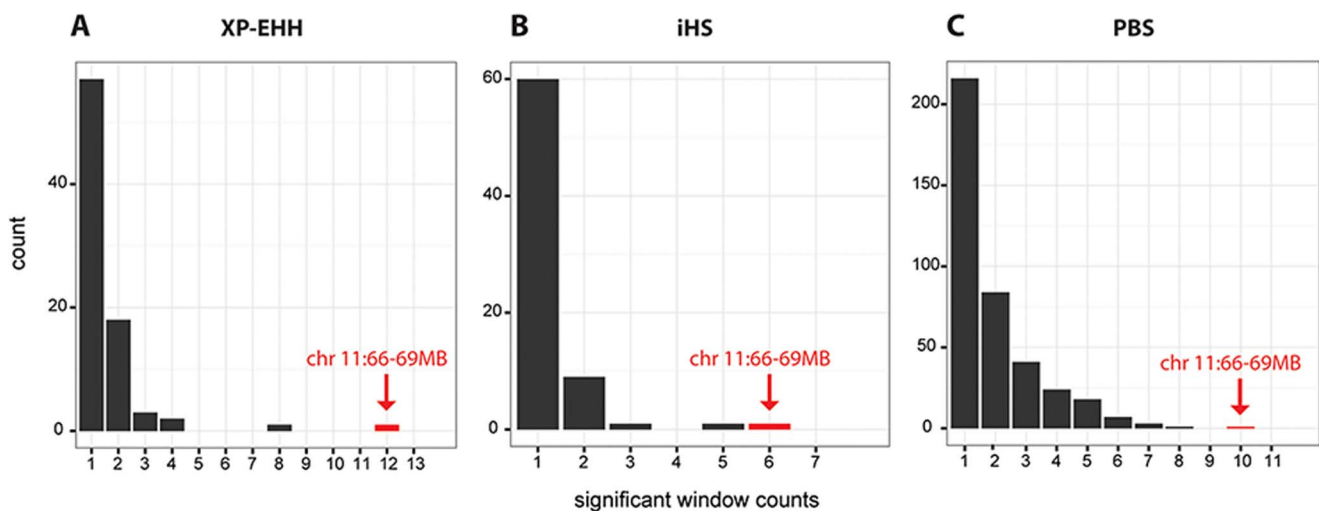 A XP-EHH
B iHS
C PBS
count
40
20
0
chr 11:66-69MB
1 2 3 4 5 6 7 8 9 10 11 12 13
60
40
20
0
chr 11:66-69MB
1 2 3 4 5 6 7
200
150
100
50
0
chr 11:66-69MB
1 2 3 4 5 6 7 8 9 10 11
significant window counts